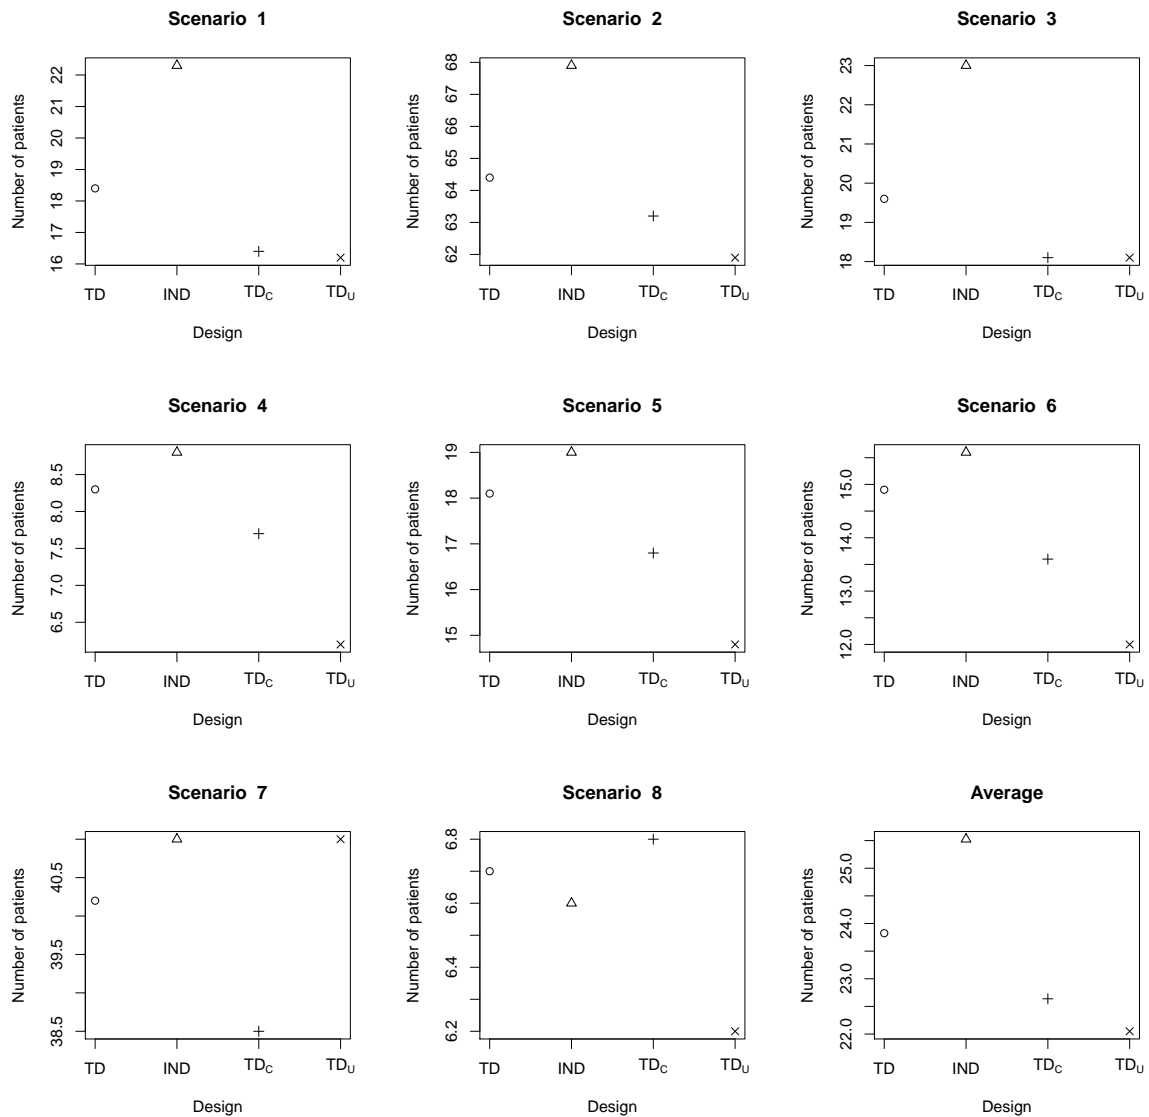 Scenario 1
Number of patients
22
21
20
19
18
17
16
TD IND TDC TDU
Design
Scenario 2
Number of patients
68
67
66
65
64
63
62
TD IND TDC TDU
Design
Scenario 3
Number of patients
23
22
21
20
19
18
TD IND TDC TDU
Design
Scenario 4
Number of patients
8.5
8.0
7.5
7.0
6.5
TD IND TDC TDU
Design
Scenario 5
Number of patients
19
18
17
16
15
TD IND TDC TDU
Design
Scenario 6
Number of patients
15.0
14.0
13.0
12.0
TD IND TDC TDU
Design
Scenario 7
Number of patients
40.5
39.5
38.5
TD IND TDC TDU
Design
Scenario 8
Number of patients
6.8
6.6
6.4
6.2
TD IND TDC TDU
Design
Average
Number of patients
25.0
24.0
23.0
22.0
TD IND TDC TDU
Design